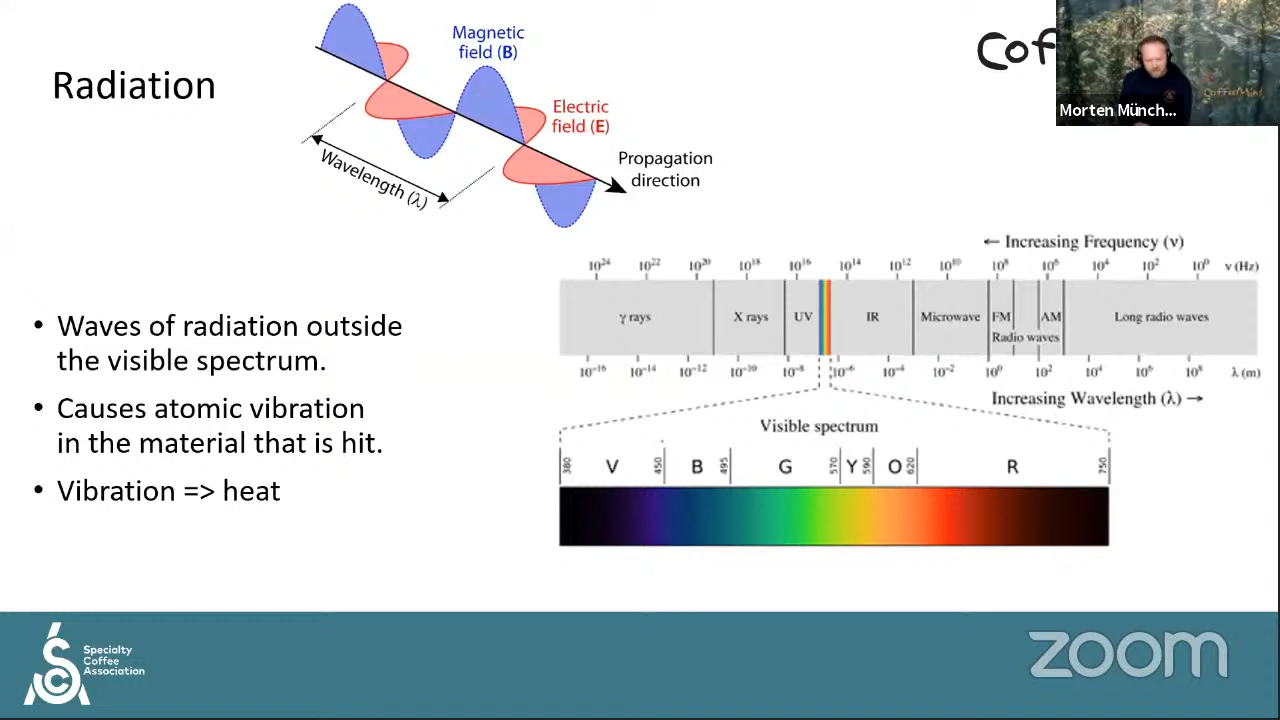 Radiation
Magnetic
field (B)
Electric
field (E)
Propagation
direction
Wavelength (λ)
Cof
CoffeeMind
Morten Münch...
• Waves of radiation outside
the visible spectrum.
• Causes atomic vibration
in the material that is hit.
• Vibration => heat
← Increasing Frequency (ν)
10²⁴ 10²² 10²⁰ 10¹⁸ 10¹⁶ 10¹⁴ 10¹² 10¹⁰ 10⁸ 10⁶ 10⁴ 10² 10⁰ ν (Hz)
γ rays X rays UV IR Microwave FM AM Long radio waves
Radio waves
10⁻¹⁶ 10⁻¹⁴ 10⁻¹² 10⁻¹⁰ 10⁻⁸ 10⁻⁶ 10⁻⁴ 10⁻² 10⁰ 10² 10⁴ 10⁶ 10⁸ λ (m)
Increasing Wavelength (λ) →
Visible spectrum
380 V 450 B 495 G 570 Y 590 O 620 R 750
SCA
Specialty
Coffee
Association
zoom